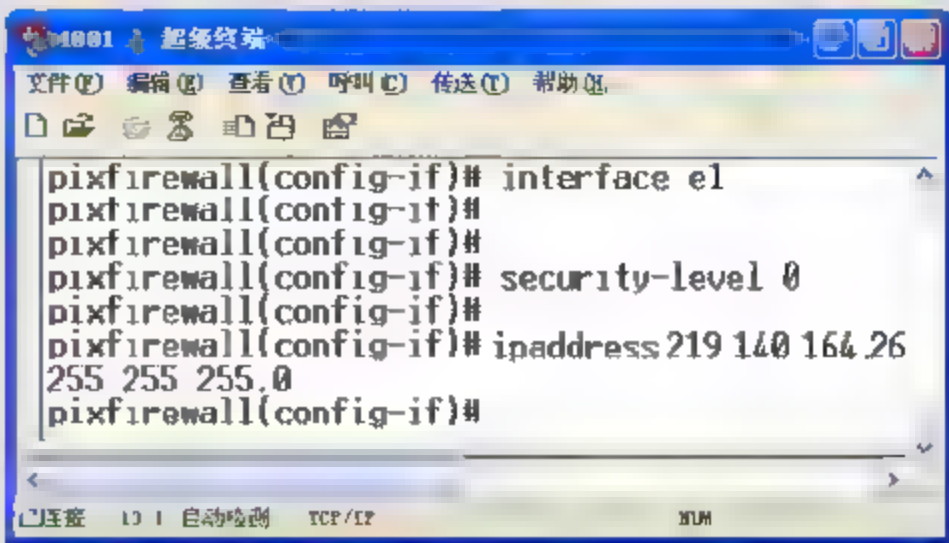 超级终端
文件(F) 编辑(E) 查看(V) 呼叫(C) 传送(T) 帮助(H)
pixfirewall(config-if)# interface e1
pixfirewall(config-if)#
pixfirewall(config-if)#
pixfirewall(config-if)# security-level 0
pixfirewall(config-if)#
pixfirewall(config-if)# ipaddress 219 140 164.26
255 255 255.0
pixfirewall(config-if)#
已连接 自动检测 TCP/IP NUM